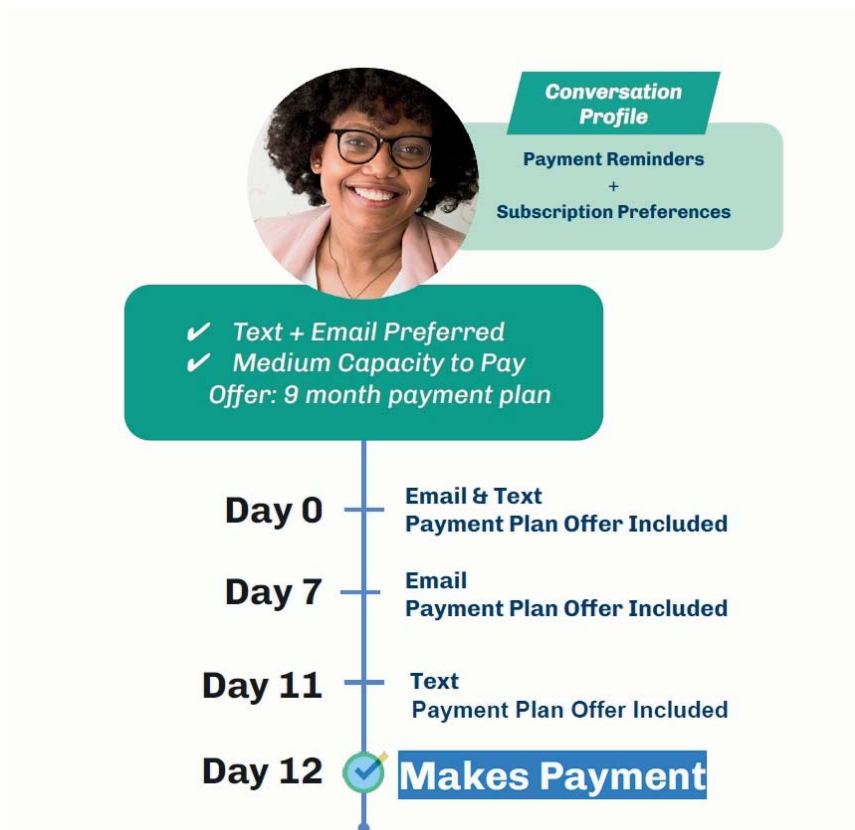 Conversation
Profile
Payment Reminders
+
Subscription Preferences
✔ Text + Email Preferred
✔ Medium Capacity to Pay
Offer: 9 month payment plan
Day 0
Email & Text
Payment Plan Offer Included
Day 7
Email
Payment Plan Offer Included
Day 11
Text
Payment Plan Offer Included
Day 12
Makes Payment